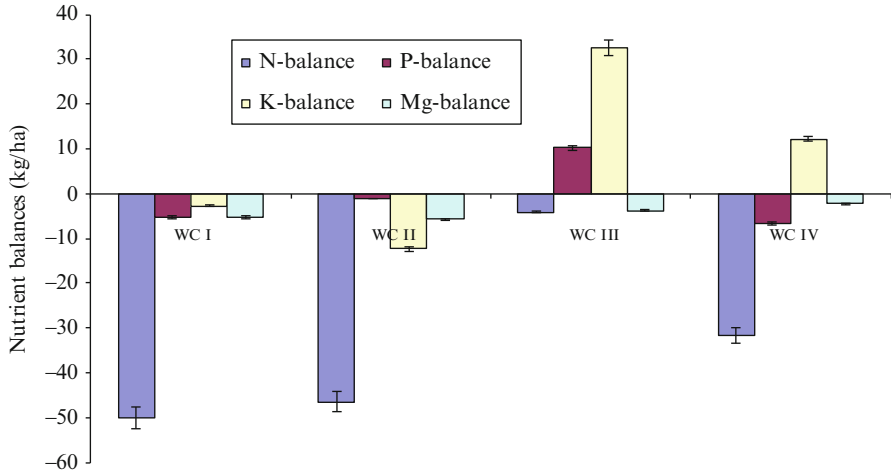 40
30
20
10
0
–10
–20
–30
–40
–50
–60
Nutrient balances (kg/ha)
N-balance P-balance
K-balance Mg-balance
WC I WC II WC III WC IV